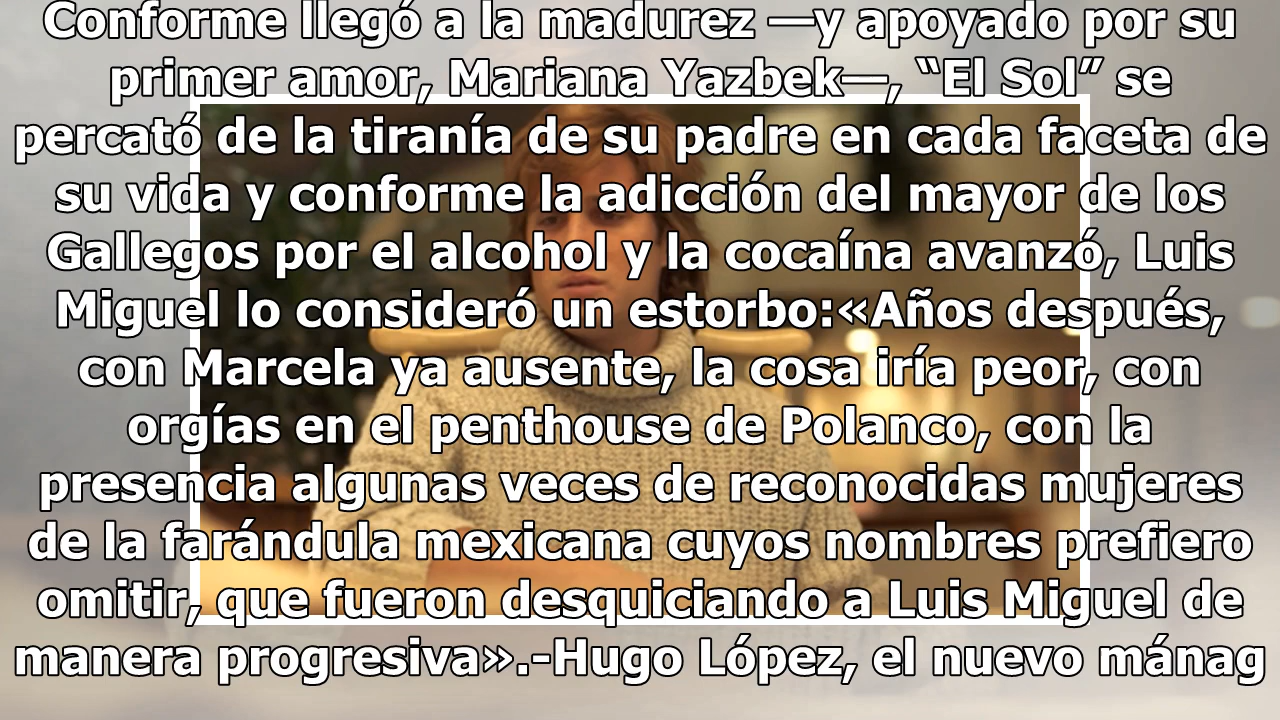 Conforme llegó a la madurez —y apoyado por su
primer amor, Mariana Yazbek—, “El Sol” se
percató de la tiranía de su padre en cada faceta de
su vida y conforme la adicción del mayor de los
Gallegos por el alcohol y la cocaína avanzó, Luis
Miguel lo consideró un estorbo:«Años después,
con Marcela ya ausente, la cosa iría peor, con
orgías en el penthouse de Polanco, con la
presencia algunas veces de reconocidas mujeres
de la farándula mexicana cuyos nombres prefiero
omitir, que fueron desquiciando a Luis Miguel de
manera progresiva».-Hugo López, el nuevo mánag